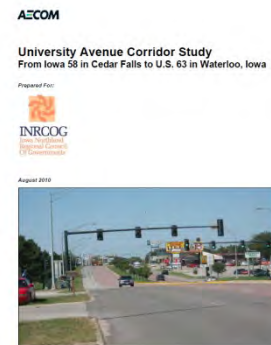 AECOM
University Avenue Corridor Study
From Iowa 58 in Cedar Falls to U.S. 63 in Waterloo, Iowa
Prepared For:
INRCOG
Iowa Northland
Regional Council
Of Governments
August 2010